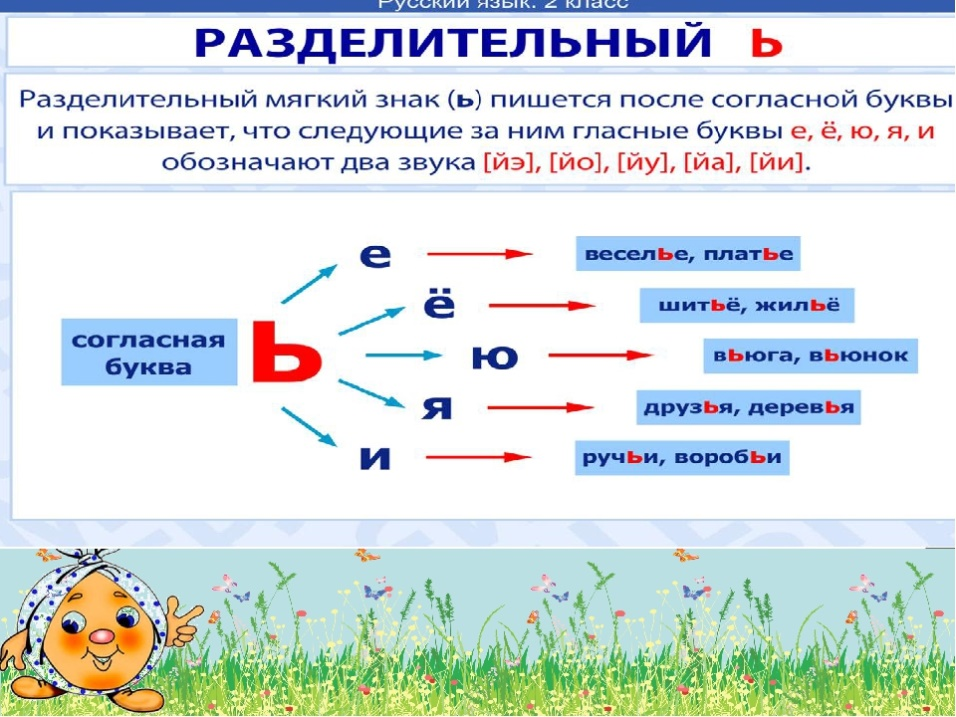 Русский язык. 2 класс
РАЗДЕЛИТЕЛЬНЫЙ Ь
Разделительный мягкий знак (ь) пишется после согласной буквы
и показывает, что следующие за ним гласные буквы е, ё, ю, я, и
обозначают два звука [йэ], [йо], [йу], [йа], [йи].
е
весельe, платье
ё
шитьё, жильё
согласная
буква
ь
ю
вьюга, вьюнок
я
друзья, деревья
и
ручьи, воробьи